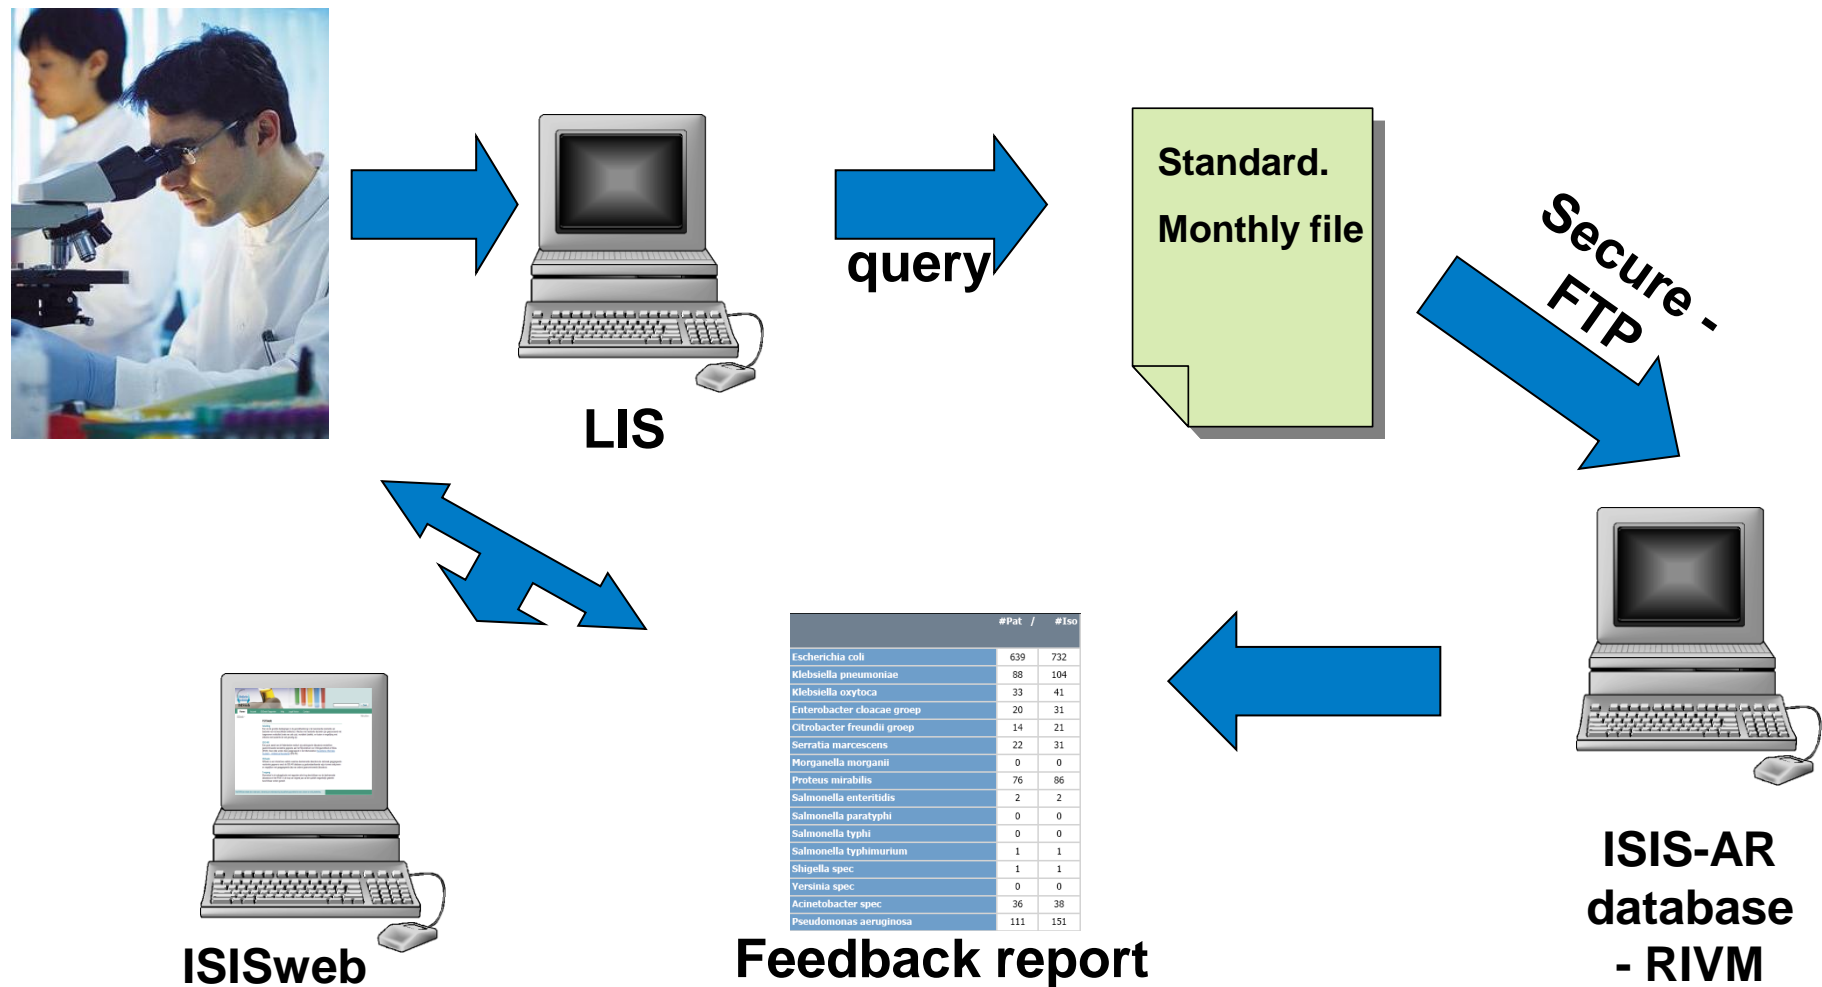 Standard.
Monthly file
query
Secure -
FTP
LIS
#Pat / #Iso
Escherichia coli 639 732
Klebsiella pneumoniae 88 104
Klebsiella oxytoca 33 41
Enterobacter cloacae groep 20 31
Citrobacter freundii groep 14 21
Serratia marcescens 22 31
Morganella morganii 0 0
Proteus mirabilis 76 86
Salmonella enteritidis 2 2
Salmonella paratyphi 0 0
Salmonella typhi 0 0
Salmonella typhimurium 1 1
Shigella spec 1 1
Yersinia spec 0 0
Acinetobacter spec 36 38
Pseudomonas aeruginosa 111 151
ISISweb
Feedback report
ISIS-AR
database
- RIVM